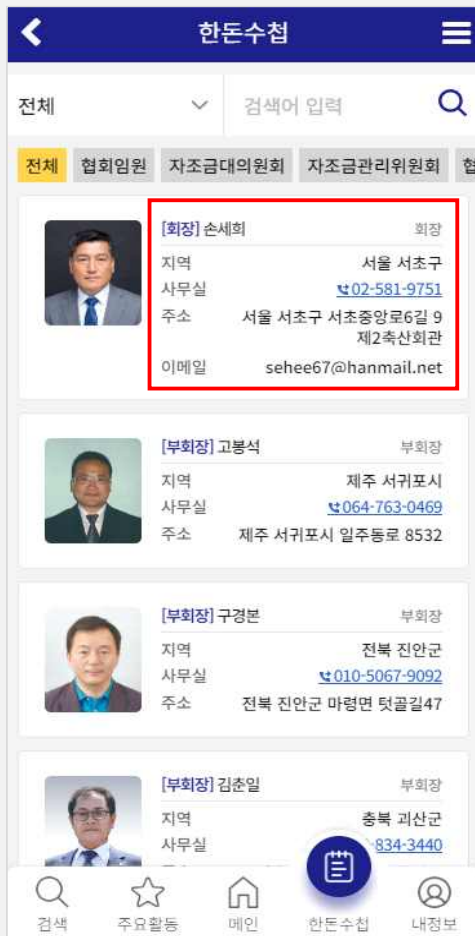 한돈수첩
전체 검색어 입력
전체 협회임원 자조금대의원회 자조금관리위원회 협
[회장] 손세희 회장
지역 서울 서초구
사무실 02-581-9751
주소 서울 서초구 서초중앙로6길 9
제2축산회관
이메일 sehee67@hanmail.net
[부회장] 고봉석 부회장
지역 제주 서귀포시
사무실 064-763-0469
주소 제주 서귀포시 일주동로 8532
[부회장] 구경본 부회장
지역 전북 진안군
사무실 010-5067-9092
주소 전북 진안군 마령면 텃골길47
[부회장] 김춘일 부회장
지역 충북 괴산군
사무실 -834-3440
검색 주요활동 메인 한돈수첩 내정보